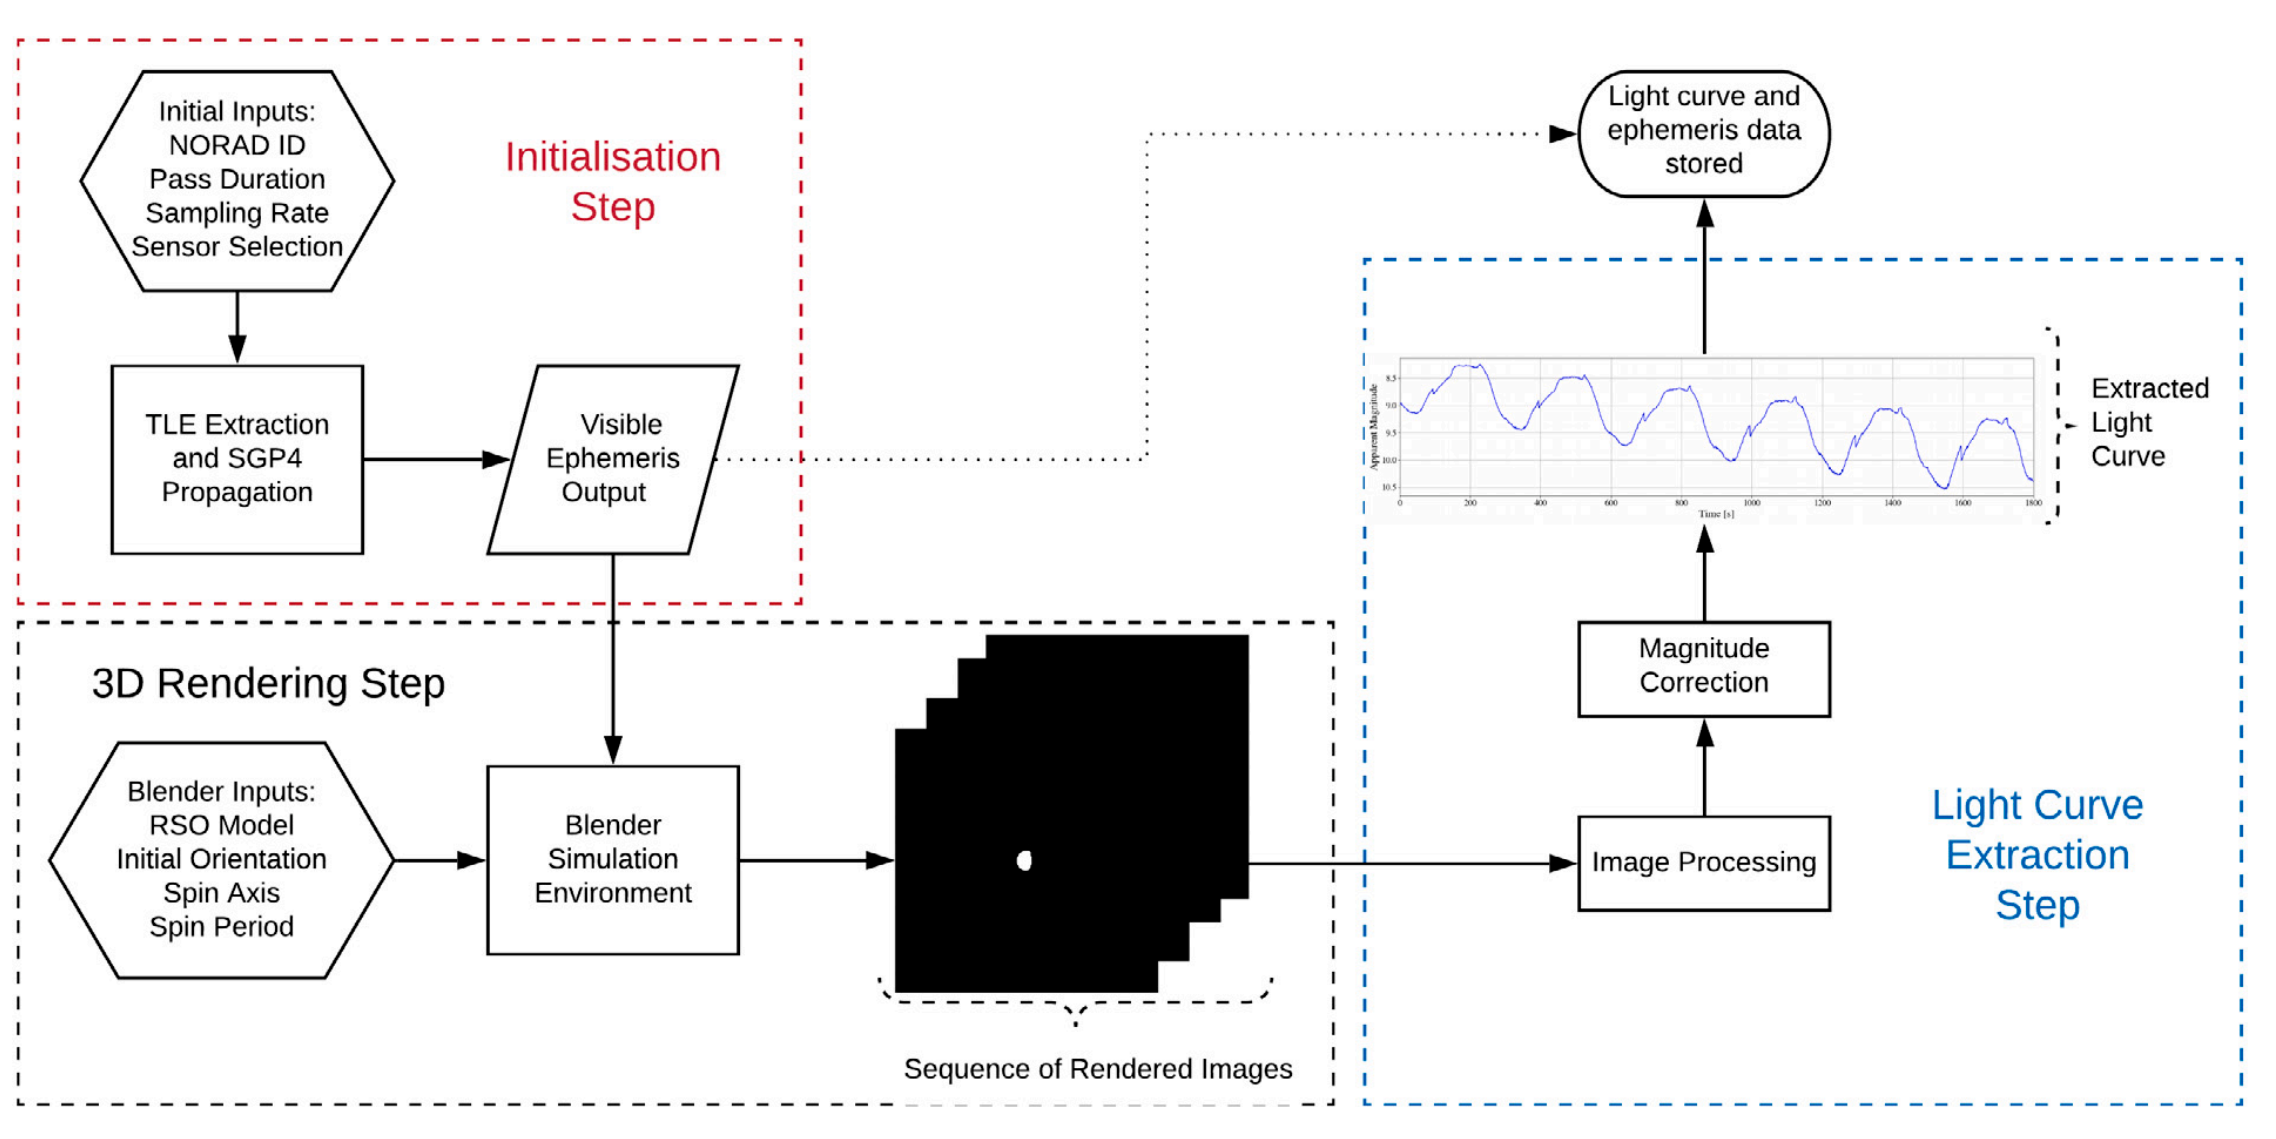 Initial Inputs:
NORAD ID
Pass Duration
Sampling Rate
Sensor Selection
Initialisation
Step
TLE Extraction
and SGP4
Propagation
Visible
Ephemeris
Output
Light curve and
ephemeris data
stored
8.5
9.0
9.5
10.0
10.5
Apparent Magnitude
0
200
400
600
800
1000
1200
1400
1600
1800
Time [s]
Extracted
Light
Curve
3D Rendering Step
Blender Inputs:
RSO Model
Initial Orientation
Spin Axis
Spin Period
Blender
Simulation
Environment
Sequence of Rendered Images
Magnitude
Correction
Image Processing
Light Curve
Extraction
Step